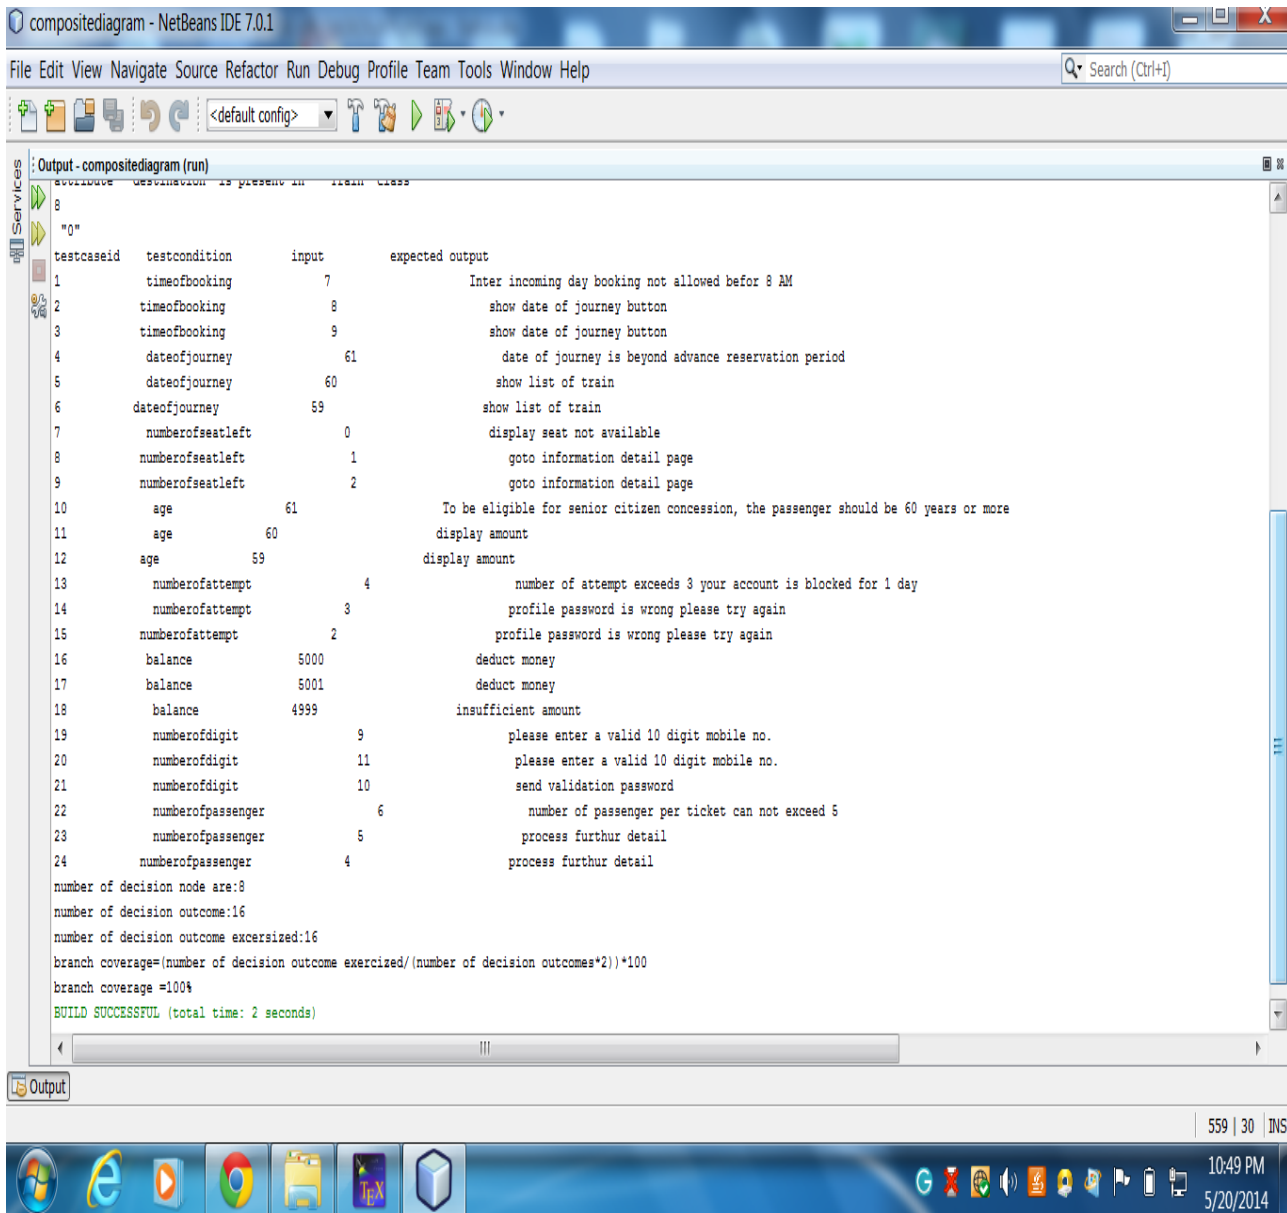 compositediagram - NetBeans IDE 7.0.1
File Edit View Navigate Source Refactor Run Debug Profile Team Tools Window Help
Search (Ctrl+I)
<default config>
Services
Output - compositediagram (run)
attribute destination is present in Train class
8
"0"
testcaseid testcondition input expected output
1 timeofbooking 7 Inter incoming day booking not allowed befor 8 AM
2 timeofbooking 8 show date of journey button
3 timeofbooking 9 show date of journey button
4 dateofjourney 61 date of journey is beyond advance reservation period
5 dateofjourney 60 show list of train
6 dateofjourney 59 show list of train
7 numberofseatleft 0 display seat not available
8 numberofseatleft 1 goto information detail page
9 numberofseatleft 2 goto information detail page
10 age 61 To be eligible for senior citizen concession, the passenger should be 60 years or more
11 age 60 display amount
12 age 59 display amount
13 numberofattempt 4 number of attempt exceeds 3 your account is blocked for 1 day
14 numberofattempt 3 profile password is wrong please try again
15 numberofattempt 2 profile password is wrong please try again
16 balance 5000 deduct money
17 balance 5001 deduct money
18 balance 4999 insufficient amount
19 numberofdigit 9 please enter a valid 10 digit mobile no.
20 numberofdigit 11 please enter a valid 10 digit mobile no.
21 numberofdigit 10 send validation password
22 numberofpassenger 6 number of passenger per ticket can not exceed 5
23 numberofpassenger 5 process furthur detail
24 numberofpassenger 4 process furthur detail
number of decision node are:8
number of decision outcome:16
number of decision outcome excersized:16
branch coverage=(number of decision outcome exercized/(number of decision outcomes*2))*100
branch coverage =100%
BUILD SUCCESSFUL (total time: 2 seconds)
Output
559 | 30 INS
TEX
10:49 PM
5/20/2014